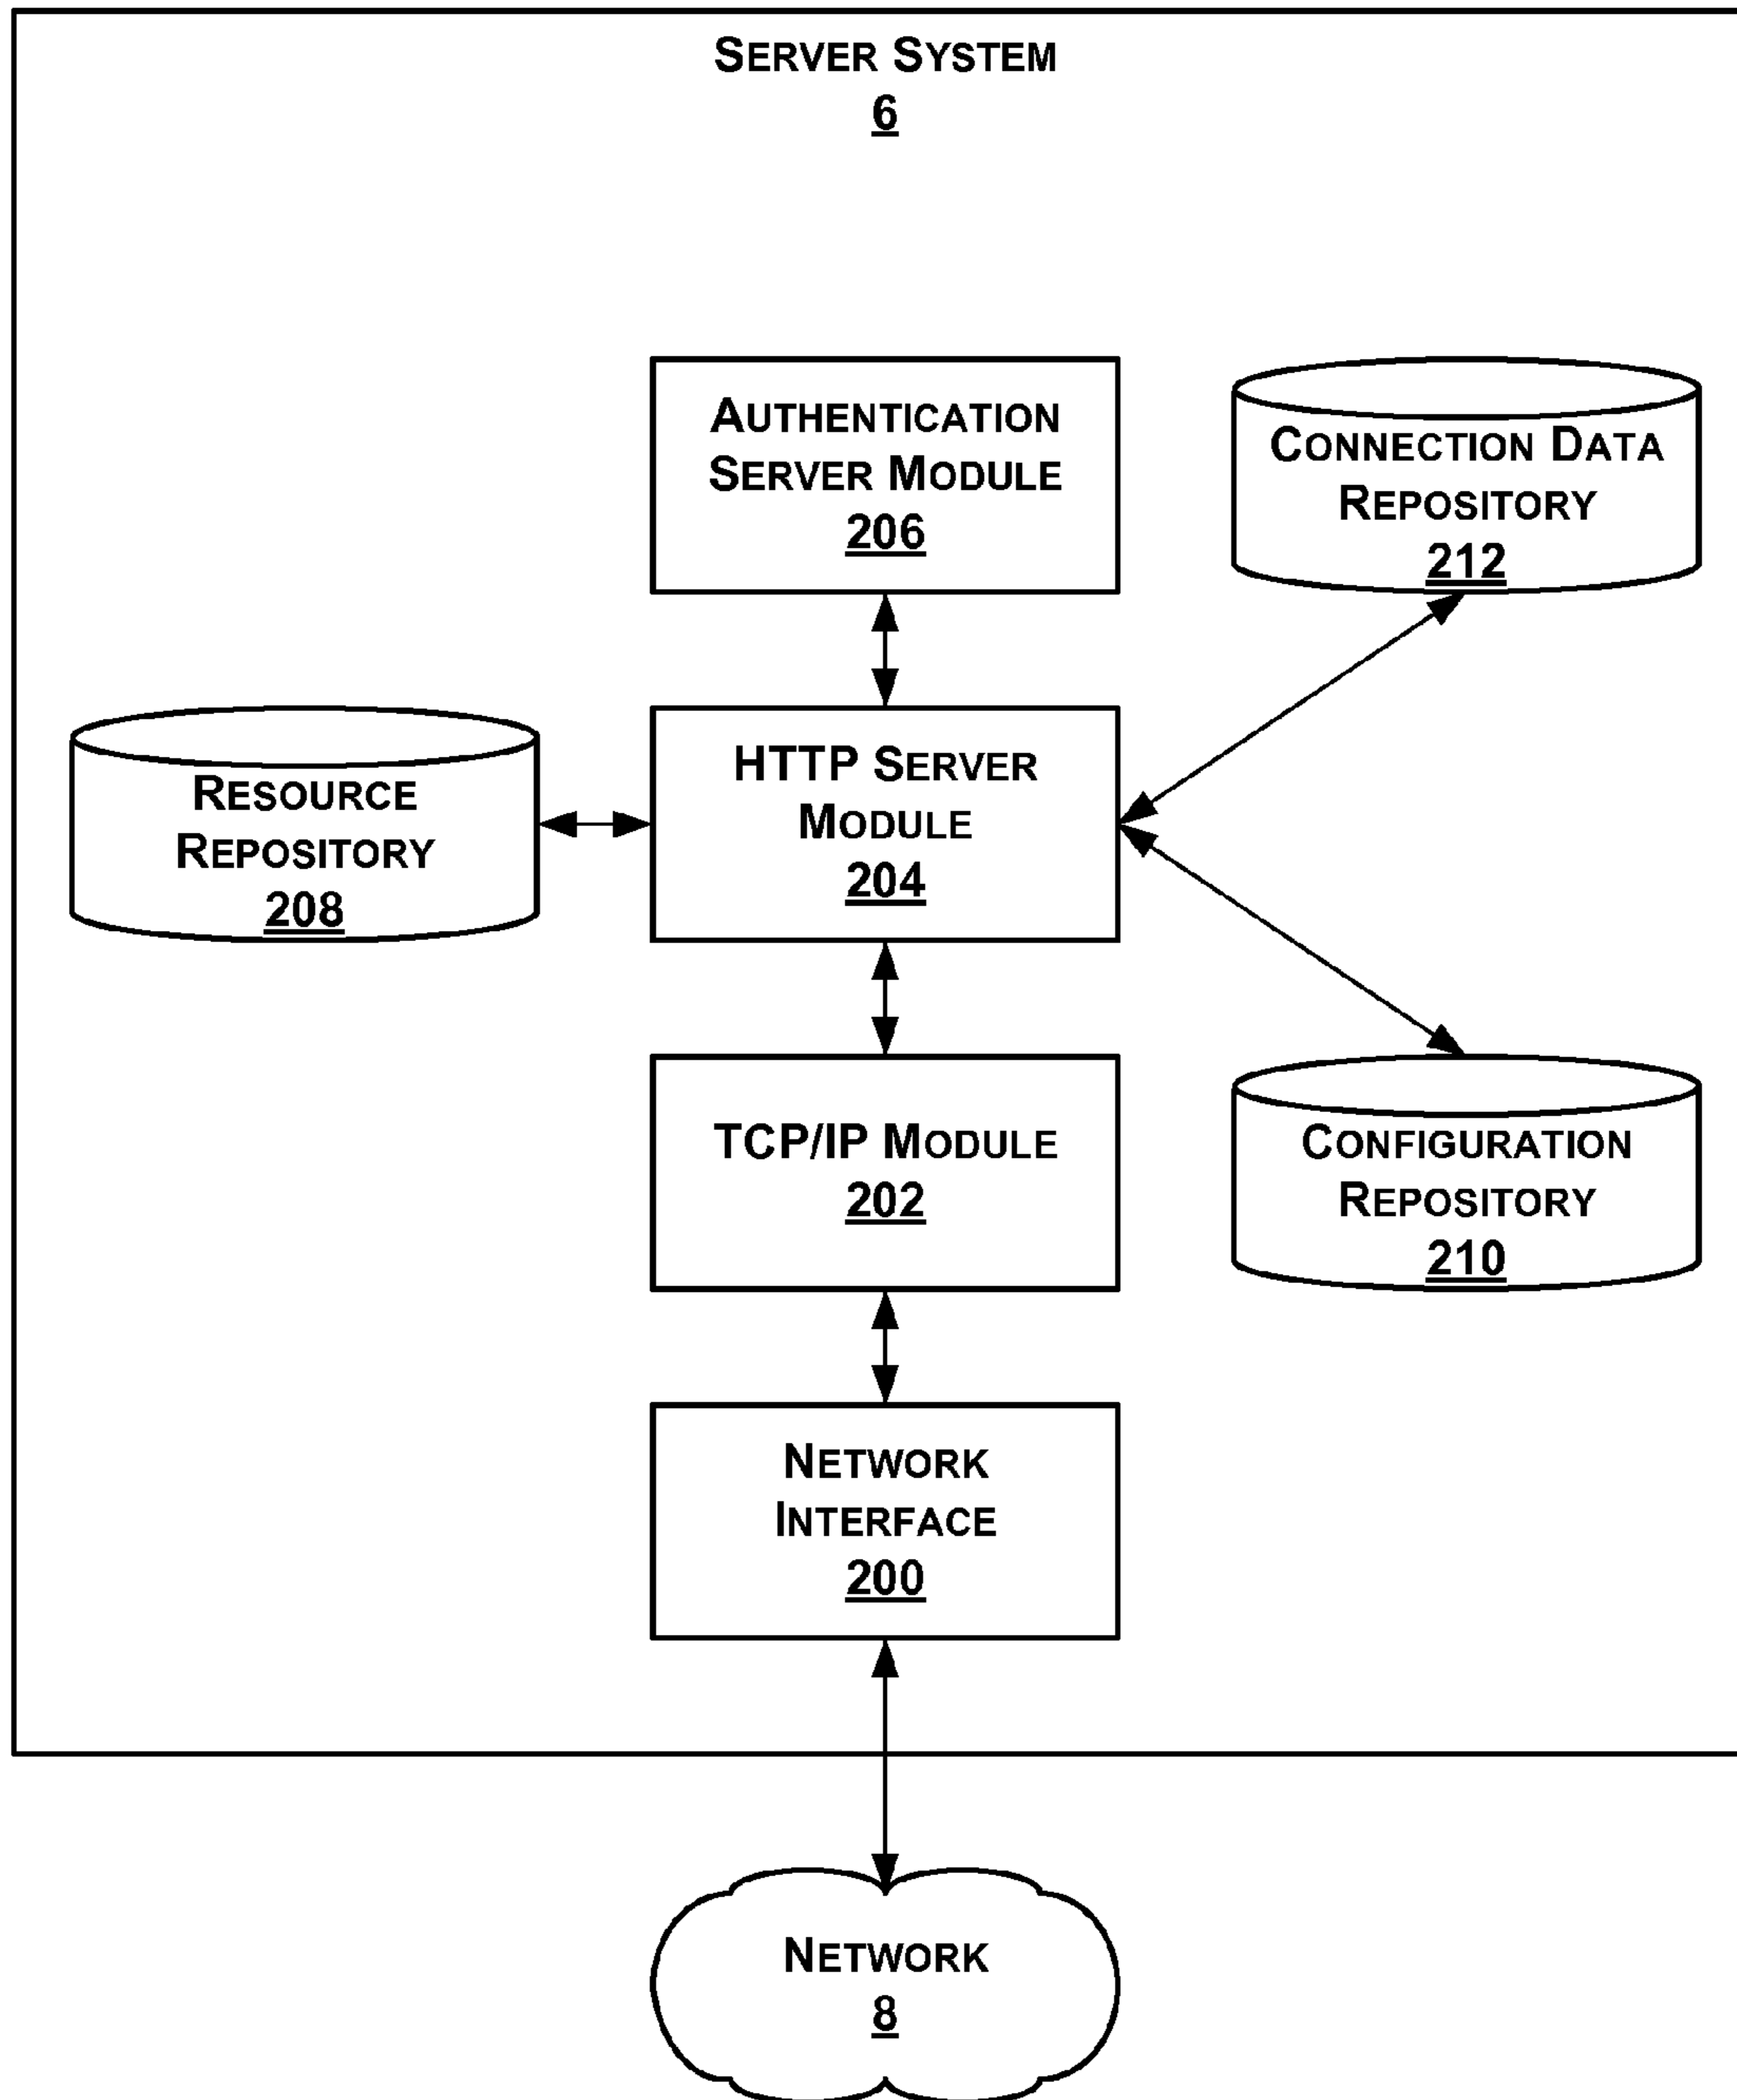 SERVER SYSTEM
6
AUTHENTICATION
SERVER MODULE
206
CONNECTION DATA
REPOSITORY
212
RESOURCE
REPOSITORY
208
HTTP SERVER
MODULE
204
TCP/IP MODULE
202
CONFIGURATION
REPOSITORY
210
NETWORK
INTERFACE
200
NETWORK
8